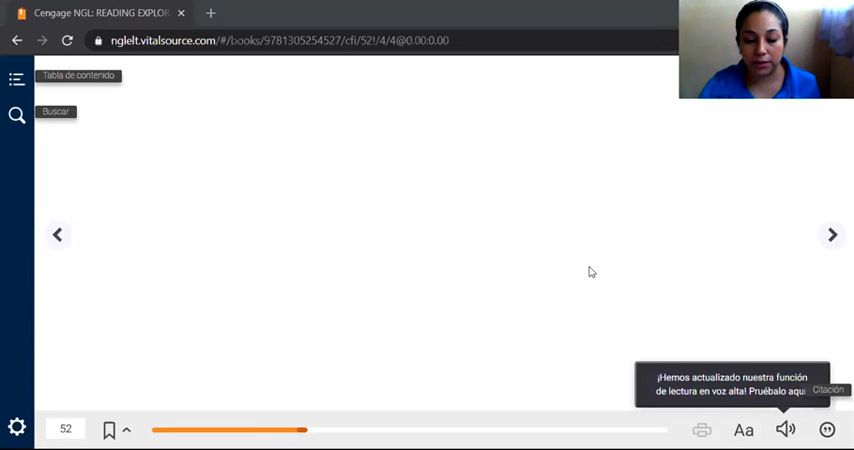 Cengage NGL: READING EXPLOR
nglelt.vitalsource.com/#/books/9781305254527/cfi/52!/4/4@0.00:0.00
Tabla de contenido
Buscar
¡Hemos actualizado nuestra función
de lectura en voz alta! Pruébalo aqu
Citación
52
Aa